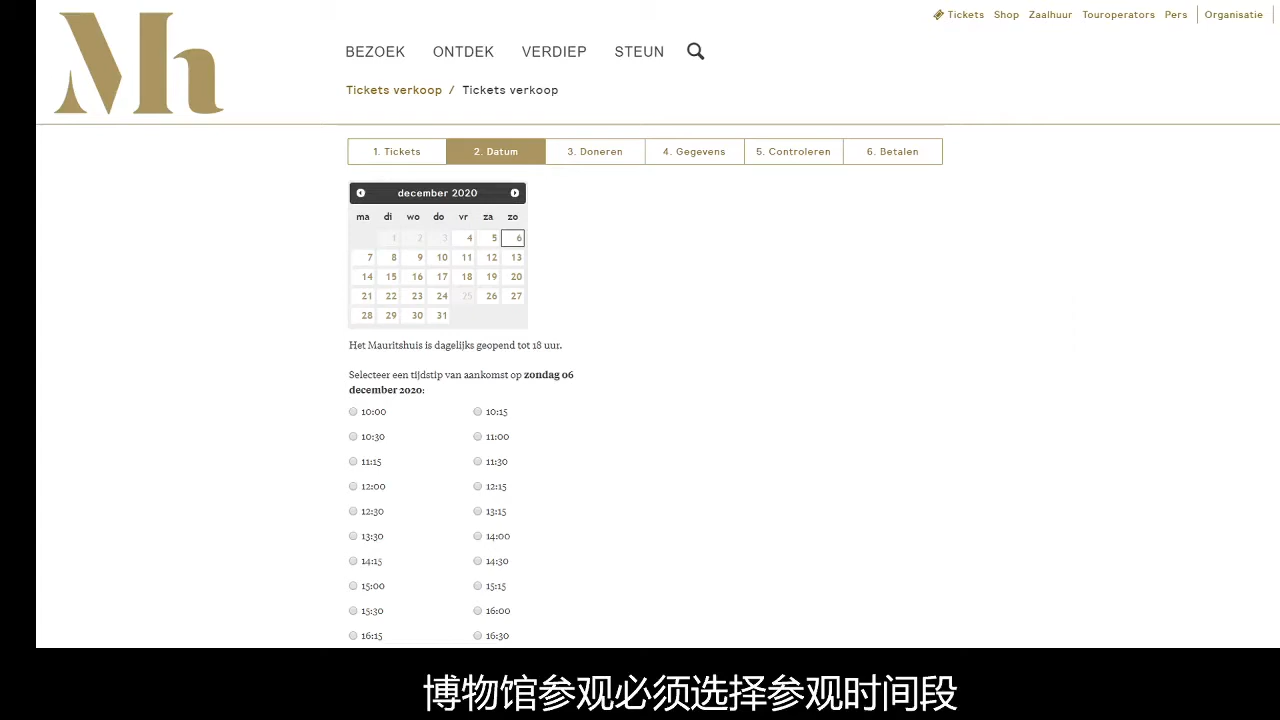 Mh
Tickets Shop Zaalhuur Touroperators Pers Organisatie
BEZOEK ONTDEK VERDIEP STEUN
Tickets verkoop / Tickets verkoop
1. Tickets 2. Datum 3. Doneren 4. Gegevens 5. Controleren 6. Betalen
december 2020
ma di wo do vr za zo
1 2 3 4 5 6
7 8 9 10 11 12 13
14 15 16 17 18 19 20
21 22 23 24 25 26 27
28 29 30 31
Het Mauritshuis is dagelijks geopend tot 18 uur.
Selecteer een tijdstip van aankomst op zondag 06
december 2020:
10:00 10:15
10:30 11:00
11:15 11:30
12:00 12:15
12:30 13:15
13:30 14:00
14:15 14:30
15:00 15:15
15:30 16:00
16:15 16:30
博物馆参观必须选择参观时间段